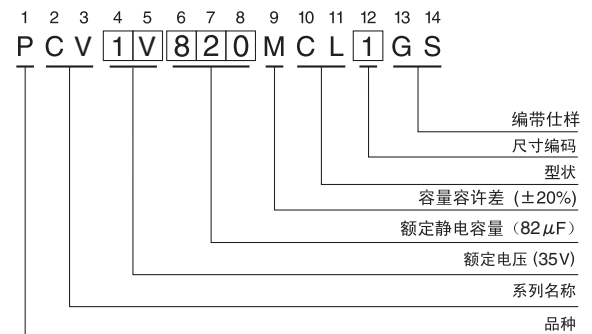 1 2 3 4 5 6 7 8 9 10 11 12 13 14
P C V 1 V 8 2 0 M C L 1 G S
编带仕样
尺寸编码
型状
容量容许差 (±20%)
额定静电容量（82μF）
额定电压 (35V)
系列名称
品种